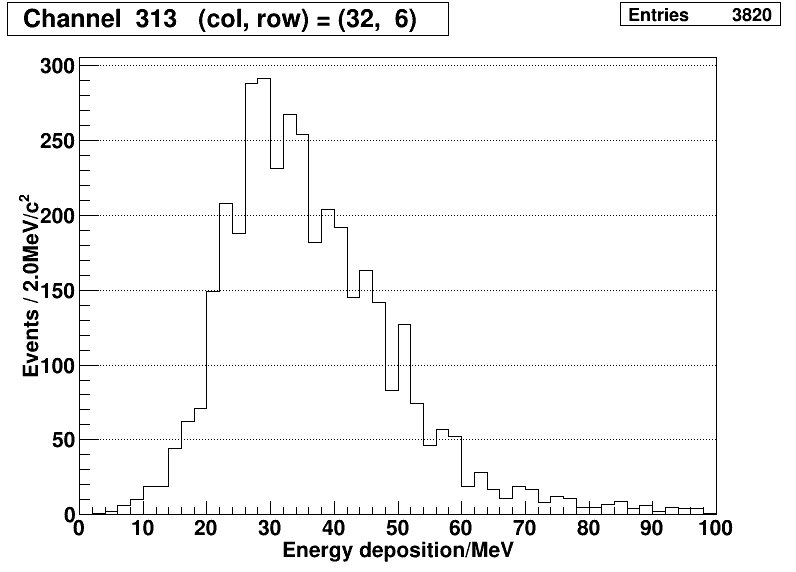 Channel 313 (col, row) = (32, 6)
Entries 3820
300
250
200
150
100
50
0
Events / 2.0MeV/c²
0 10 20 30 40 50 60 70 80 90 100
Energy deposition/MeV